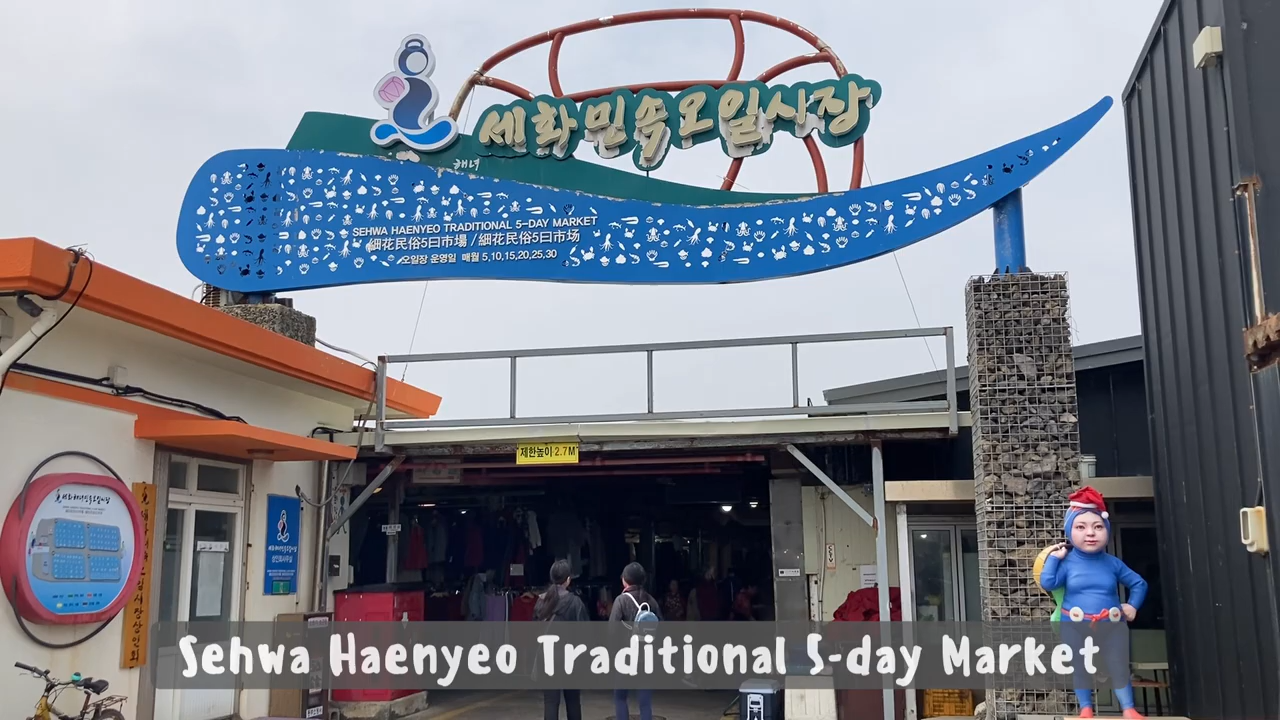 세화민속오일시장
해녀
SEHWA HAENYEO TRADITIONAL 5-DAY MARKET
細花民俗5日市場 / 細花民俗5日市场
오일장 운영일 매월 5,10,15,20,25,30
제한높이 2.7M
Sehwa Haenyeo Traditional 5-day Market